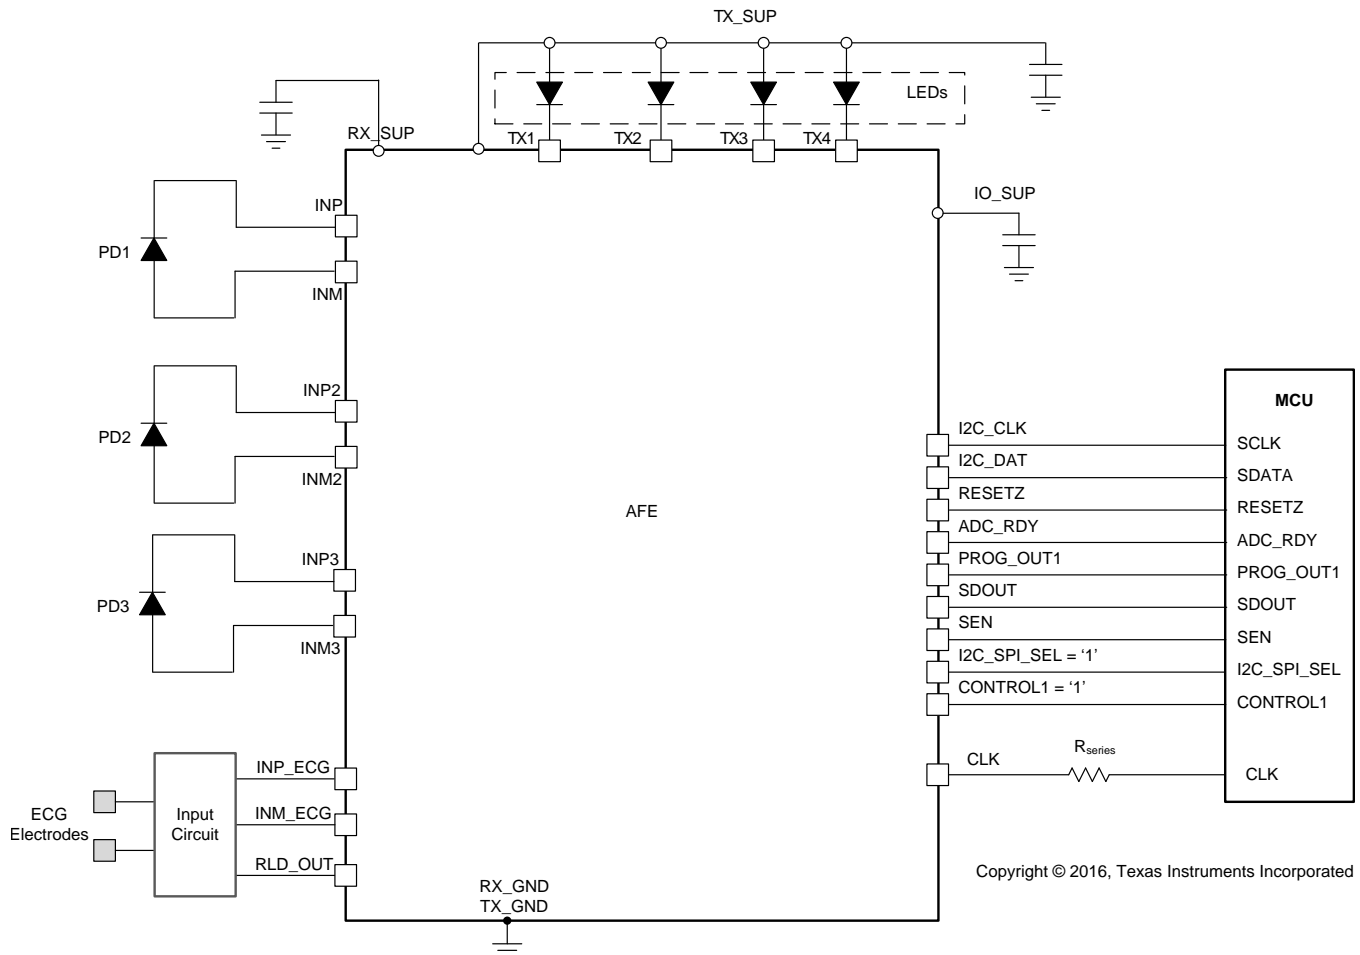 TX_SUP
LEDs
RX_SUP
TX1
TX2
TX3
TX4
IO_SUP
INP
PD1
INM
INP2
PD2
INM2
INP3
PD3
INM3
AFE
MCU
I2C_CLK
SCLK
I2C_DAT
SDATA
RESETZ
RESETZ
ADC_RDY
ADC_RDY
PROG_OUT1
PROG_OUT1
SDOUT
SDOUT
SEN
SEN
I2C_SPI_SEL = ‘1’
I2C_SPI_SEL
CONTROL1 = ‘1’
CONTROL1
Rseries
CLK
CLK
ECG
Electrodes
Input
Circuit
INP_ECG
INM_ECG
RLD_OUT
RX_GND
TX_GND
Copyright © 2016, Texas Instruments Incorporated